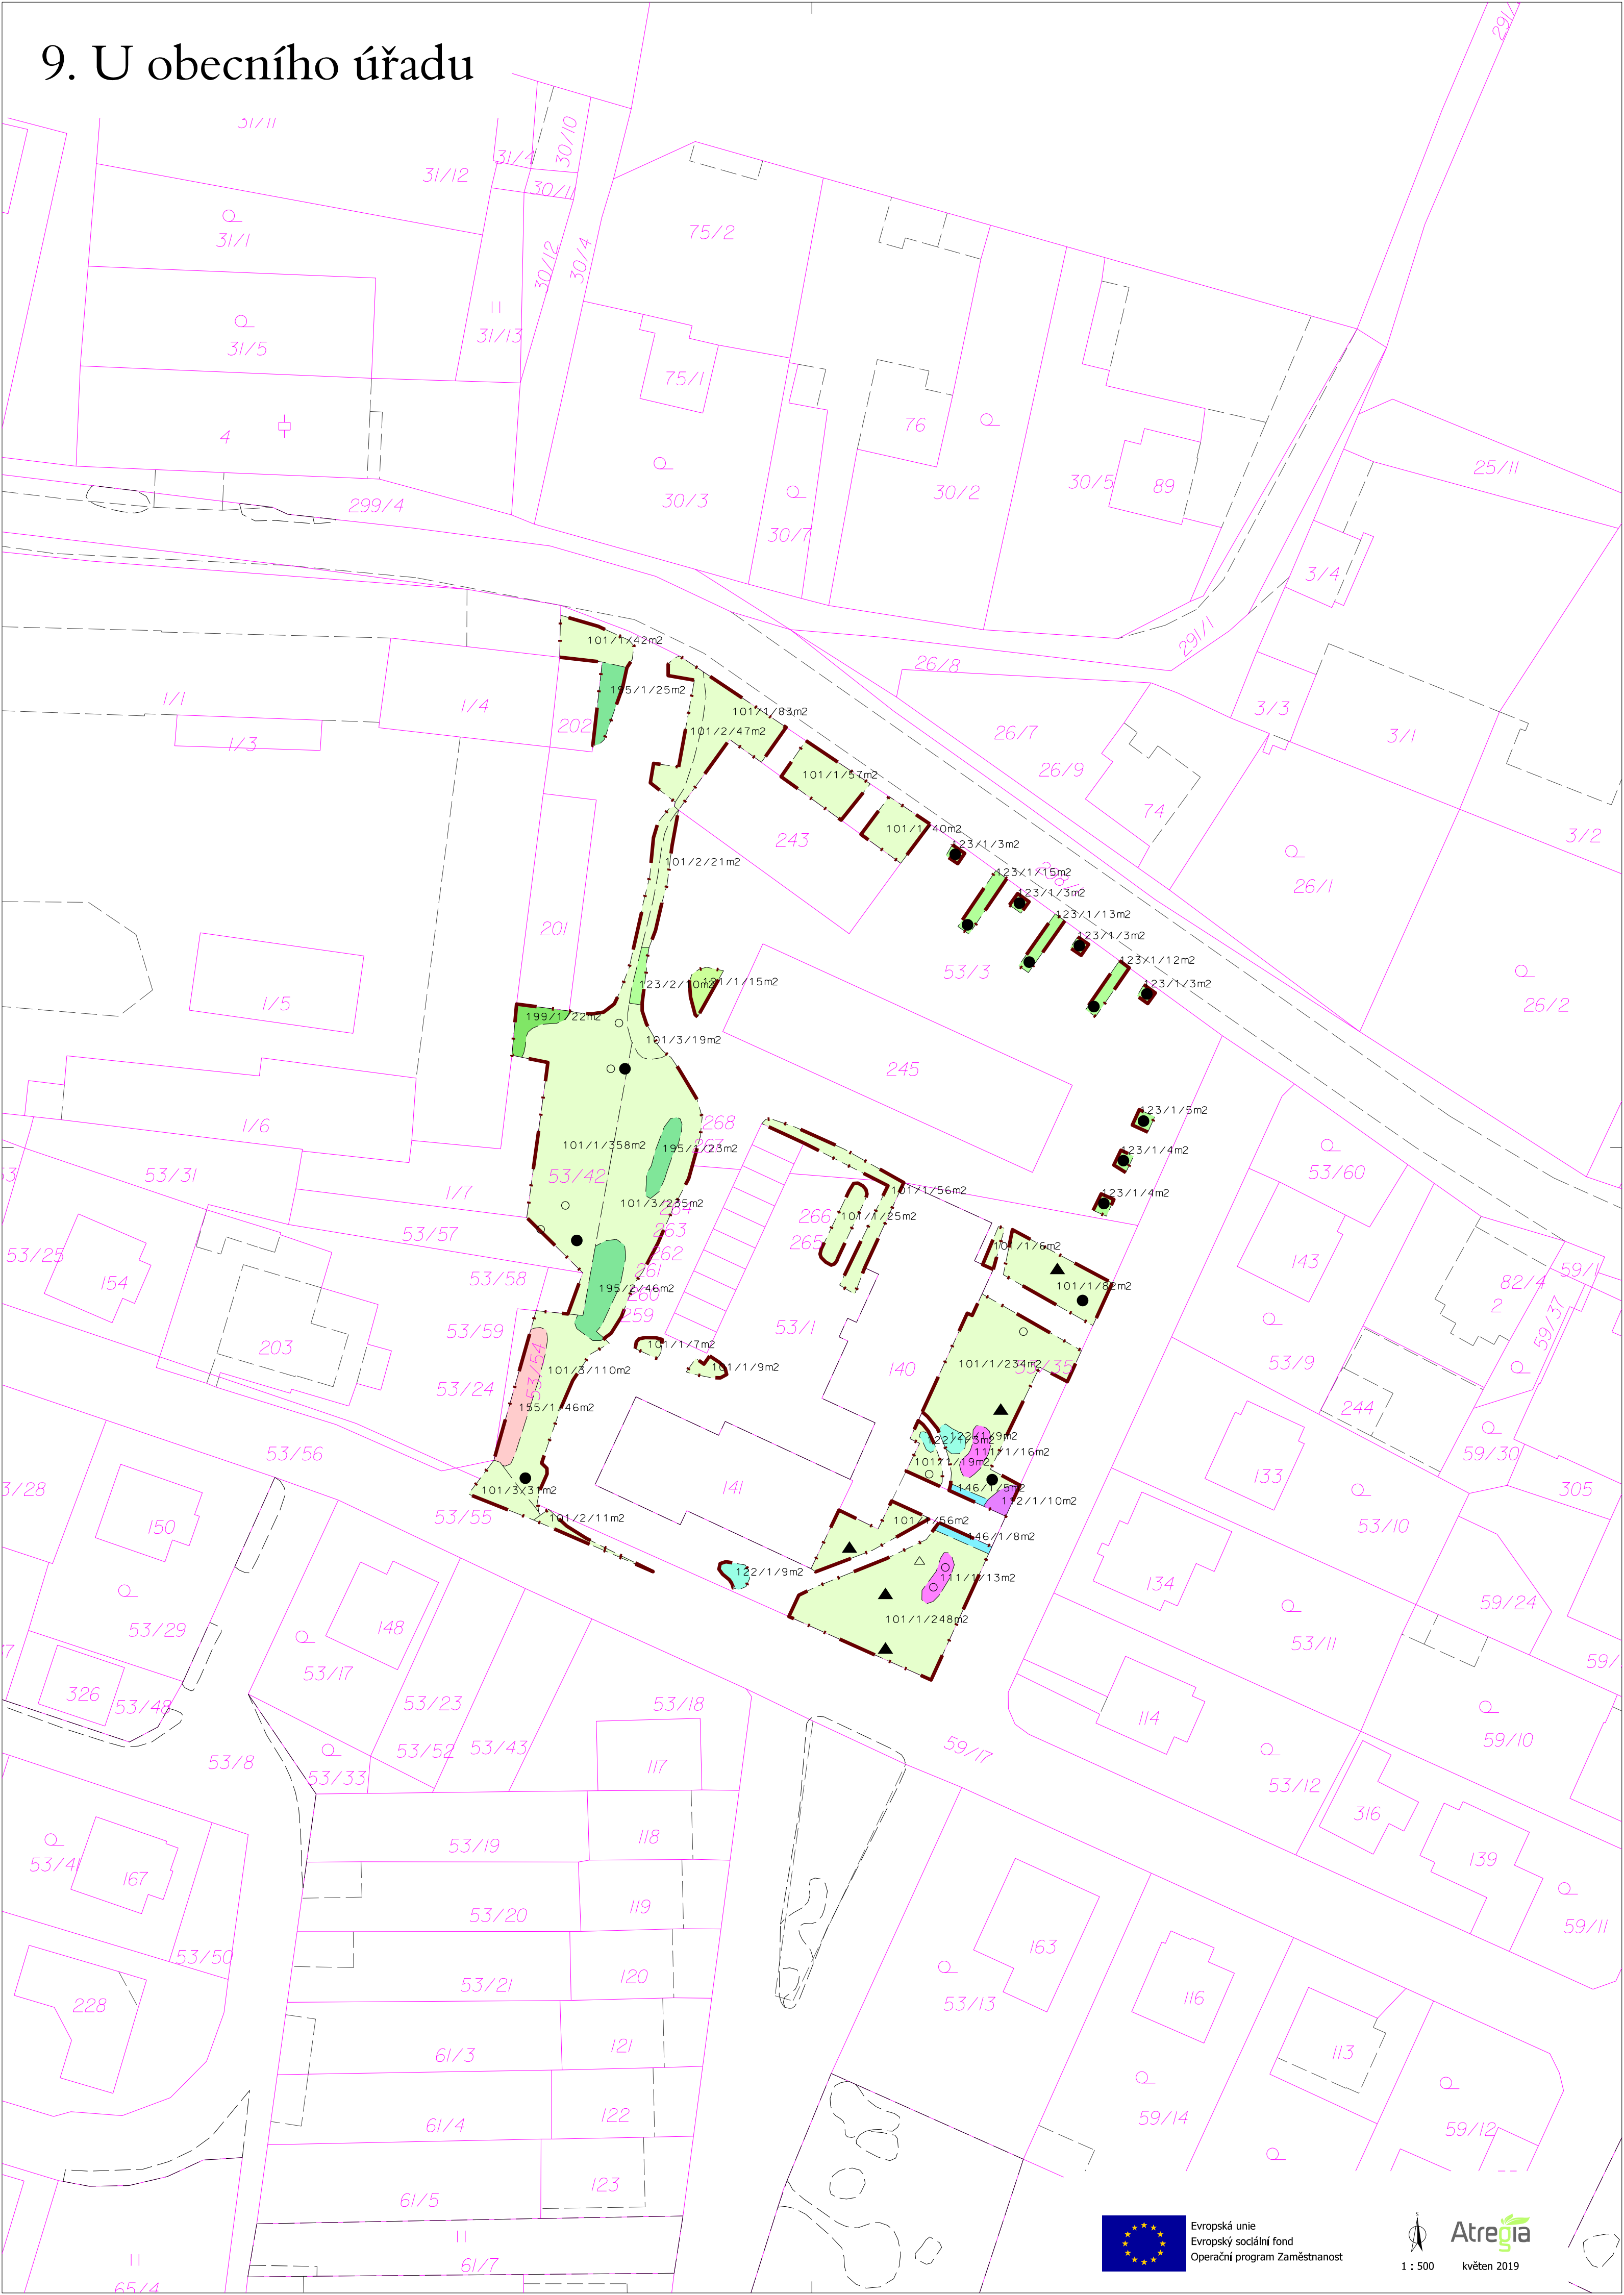 9. U obecního úřadu
31/11
31/12
31/4
30/10
30/11
31/1
75/2
30/12
30/4
31/13
31/5
75/1
4
76
299/4
30/3
30/7
30/2
30/5
89
25/11
3/4
291/1
26/8
101/1/42m2
195/1/25m2
1/1
1/3
1/4
202
101/1/83m2
101/2/47m2
26/7
3/3
3/1
26/9
74
3/2
101/1/57m2
101/1/40m2
243
123/1/3m2
101/2/21m2
123/1/15m2
123/1/3m2
26/1
123/1/13m2
201
123/1/3m2
53/3
123/1/12m2
123/1/3m2
26/2
1/5
123/2/10m2
199/1/22m2
101/3/19m2
245
1/6
123/1/5m2
268
267
101/1/358m2
195/1/23m2
123/1/4m2
53/31
53/42
53/60
1/7
101/1/56m2
123/1/4m2
101/3/235m2
266
101/1/25m2
53/57
263
265
53/25
262
101/1/6m2
143
154
53/58
261
195/2/46m2
260
101/1/82m2
82/4
59/1
2
259
53/59
53/1
59/37
203
101/1/7m2
53/9
101/3/110m2
101/1/9m2
140
101/1/234m2
53/35
53/24
53/54
155/1/46m2
244
122/1/9m2
111/1/16m2
53/56
101/1/19m2
59/30
133
141
146/1/5m2
112/1/10m2
305
101/3/31m2
53/55
101/2/11m2
101/1/56m2
146/1/8m2
53/10
150
122/1/9m2
111/1/13m2
134
53/29
148
101/1/248m2
59/24
53/11
53/17
326
53/48
53/23
53/18
114
59/10
53/8
53/52
53/43
59/17
53/33
117
53/12
316
53/19
118
53/41
167
139
53/20
119
59/11
53/50
163
53/21
120
228
53/13
116
61/3
121
113
61/4
122
59/14
59/12
61/5
123
61/7
65/4
Evropská unie
Evropský sociální fond
Operační program Zaměstnanost
S
1 : 500
Atregia
květen 2019